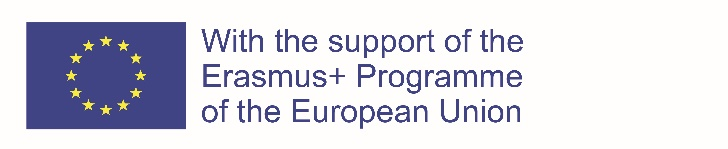 With the support of the
Erasmus+ Programme
of the European Union